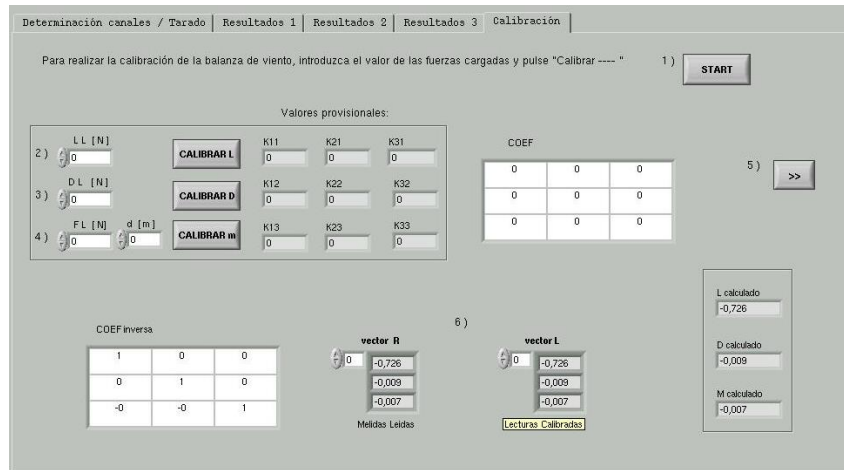 Determinación canales / Tarado Resultados 1 Resultados 2 Resultados 3 Calibración
Para realizar la calibración de la balanza de viento, introduzca el valor de las fuerzas cargadas y pulse "Calibrar ---- " 1 ) START
Valores provisionales:
2 ) L L [ N ] 0 CALIBRAR L K11 0 K21 0 K31 0
3 ) D L [N] 0 CALIBRAR D K12 0 K22 0 K32 0
4 ) F L [ N] 0 d [m] 0 CALIBRAR m K13 0 K23 0 K33 0
COEF
0 0 0
0 0 0
0 0 0
5 ) >>
COEF inversa
1 0 0
0 1 0
-0 -0 1
6 )
vector R
0 -0,726
-0,009
-0,007
Melidas Leidas
vector L
0 -0,726
-0,009
-0,007
Lecturas Calibradas
L calculado
-0,726
D calculado
-0,009
M calculado
-0,007